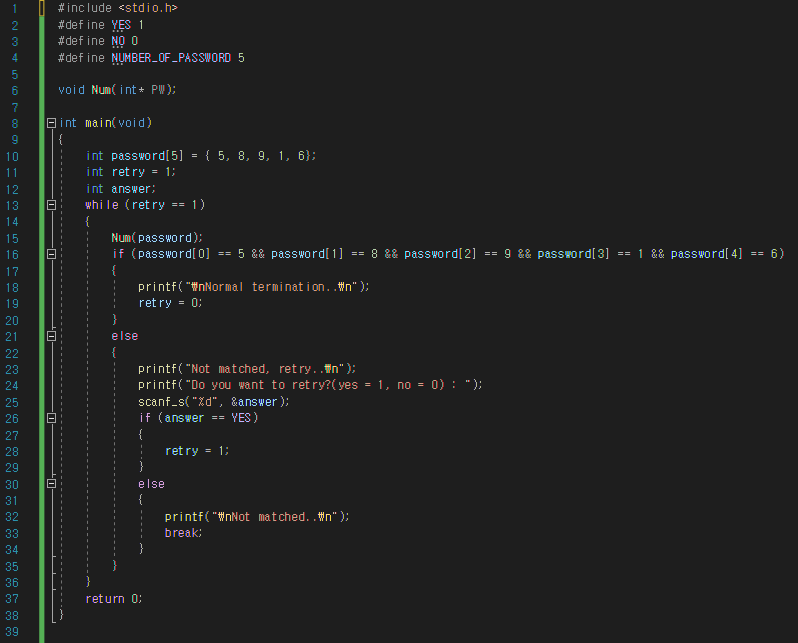 1 #include <stdio.h>
2 #define YES 1
3 #define NO 0
4 #define NUMBER_OF_PASSWORD 5
5
6 void Num(int* PW);
7
8 int main(void)
9 {
10 int password[5] = { 5, 8, 9, 1, 6};
11 int retry = 1;
12 int answer;
13 while (retry == 1)
14 {
15 Num(password);
16 if (password[0] == 5 && password[1] == 8 && password[2] == 9 && password[3] == 1 && password[4] == 6)
17 {
18 printf("₩nNormal termination..₩n");
19 retry = 0;
20 }
21 else
22 {
23 printf("Not matched, retry..₩n");
24 printf("Do you want to retry?(yes = 1, no = 0) : ");
25 scanf_s("%d", &answer);
26 if (answer == YES)
27 {
28 retry = 1;
29 }
30 else
31 {
32 printf("₩nNot matched..₩n");
33 break;
34 }
35 }
36 }
37 return 0;
38 }
39